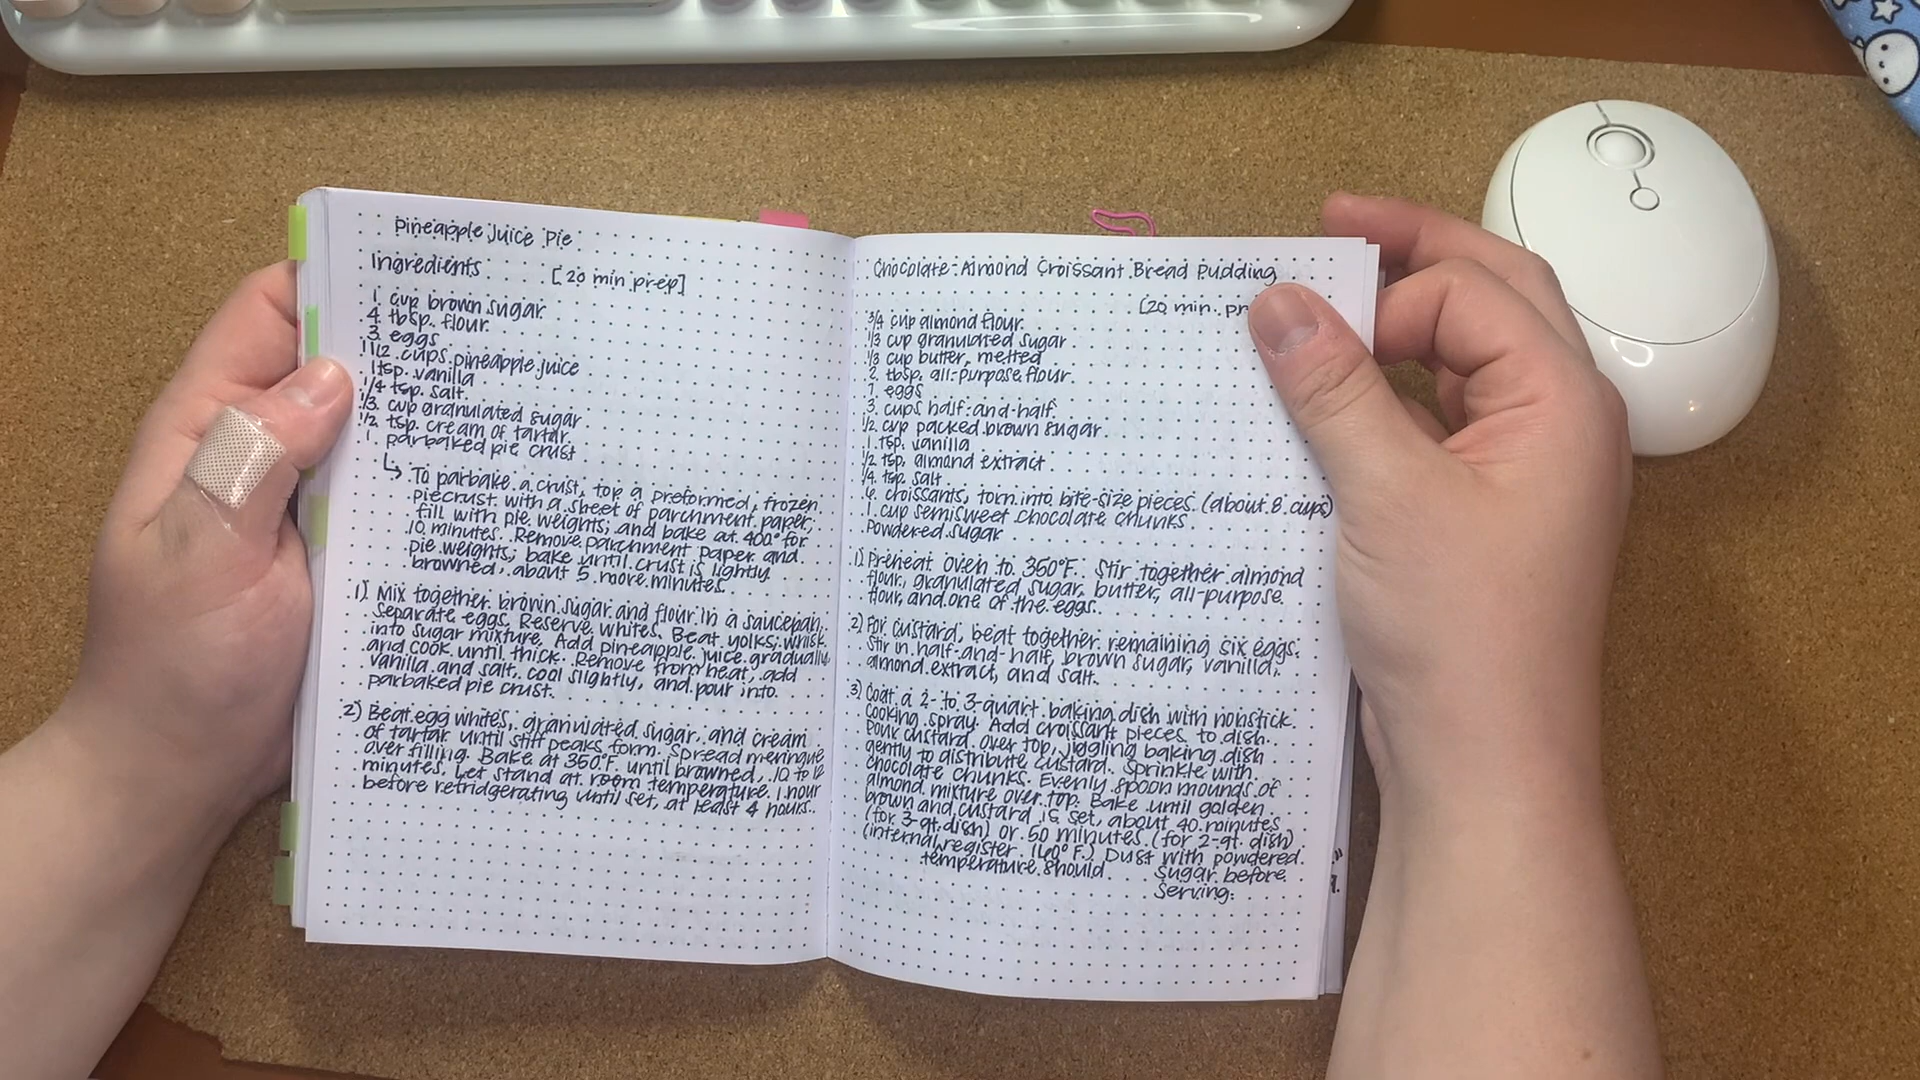 Pineapple Juice Pie
Ingredients
[20 min prep]
1 cup brown sugar
4 tbsp. flour
3 eggs
1 1/2 cups pineapple juice
1 tsp. vanilla
1/4 tsp. salt
1/3 cup granulated sugar
1/2 tsp. cream of tartar
1 parbaked pie crust
↳ To parbake a crust, top a preformed, frozen
piecrust with a sheet of parchment paper;
fill with pie weights; and bake at 400° for
10 minutes. Remove parchment paper and
pie weights; bake until crust is lightly
browned, about 5 more minutes.
1) Mix together brown sugar and flour in a saucepan.
Separate eggs. Reserve whites. Beat yolks; whisk
into sugar mixture. Add pineapple juice gradually
and cook until thick. Remove from heat; add
vanilla and salt, cool slightly, and pour into
parbaked pie crust.
2) Beat egg whites, granulated sugar and cream
of tartar until stiff peaks form. Spread meringue
over filling. Bake at 350°F. until browned, 10 to 12
minutes. Let stand at room temperature 1 hour
before retridgerating until set, at least 4 hours.
Chocolate-Almond Croissant Bread Pudding
[20 min. pr
3/4 cup almond flour
1/3 cup granulated sugar
1/3 cup butter, melted
2 tbsp. all-purpose flour
7 eggs
3 cups half-and-half
1/2 cup packed brown sugar
1 tsp. vanilla
1/2 tsp. almond extract
1/4 tsp. salt
croissants, torn into bite-size pieces (about 8 cups)
1 cup semisweet chocolate chunks
Powdered sugar
1) Preheat oven to 350°F. Stir together almond
flour, granulated sugar, butter, all-purpose
flour, and one of the eggs.
2) For custard, beat together remaining six eggs.
Stir in half-and-half, brown sugar, vanilla,
almond extract, and salt.
3) Coat a 2- to 3-quart baking dish with nonstick
cooking spray. Add croissant pieces to dish.
Pour custard over top, jiggling baking dish
gently to distribute custard. Sprinkle with
chocolate chunks. Evenly spoon mounds of
almond mixture over top. Bake until golden
brown and custard is set, about 40 minutes
(for 3-qt. dish) or 50 minutes (for 2-qt. dish)
(internal register 160°F.) Dust with powdered
temperature should sugar before
serving.